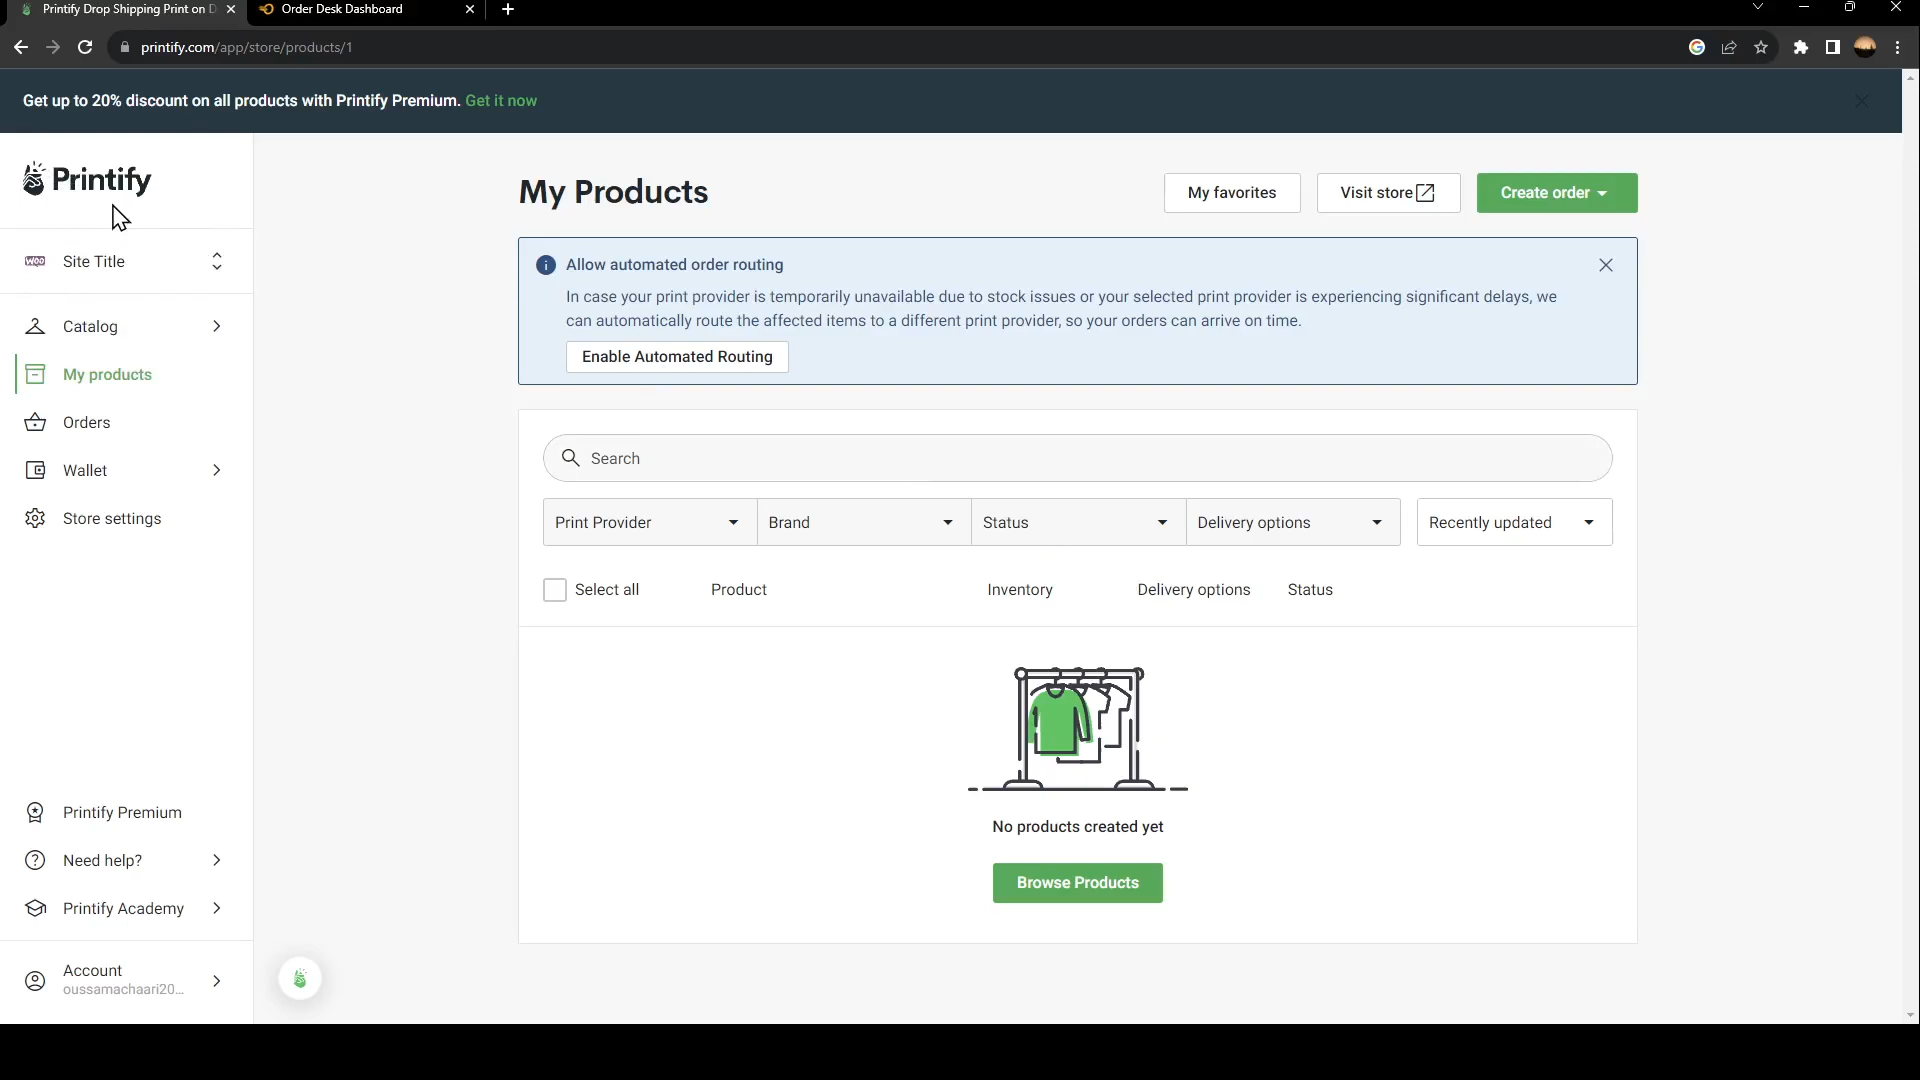 Printify Drop Shipping Print on D
Order Desk Dashboard
printify.com/app/store/products/1
Get up to 20% discount on all products with Printify Premium. Get it now
Printify
My Products
My favorites
Visit store
Create order
WOO
Site Title
Allow automated order routing
In case your print provider is temporarily unavailable due to stock issues or your selected print provider is experiencing significant delays, we
can automatically route the affected items to a different print provider, so your orders can arrive on time.
Enable Automated Routing
Catalog
My products
Orders
Wallet
Store settings
Search
Print Provider
Brand
Status
Delivery options
Recently updated
Select all
Product
Inventory
Delivery options
Status
No products created yet
Browse Products
Printify Premium
Need help?
Printify Academy
Account
oussamachaari20...